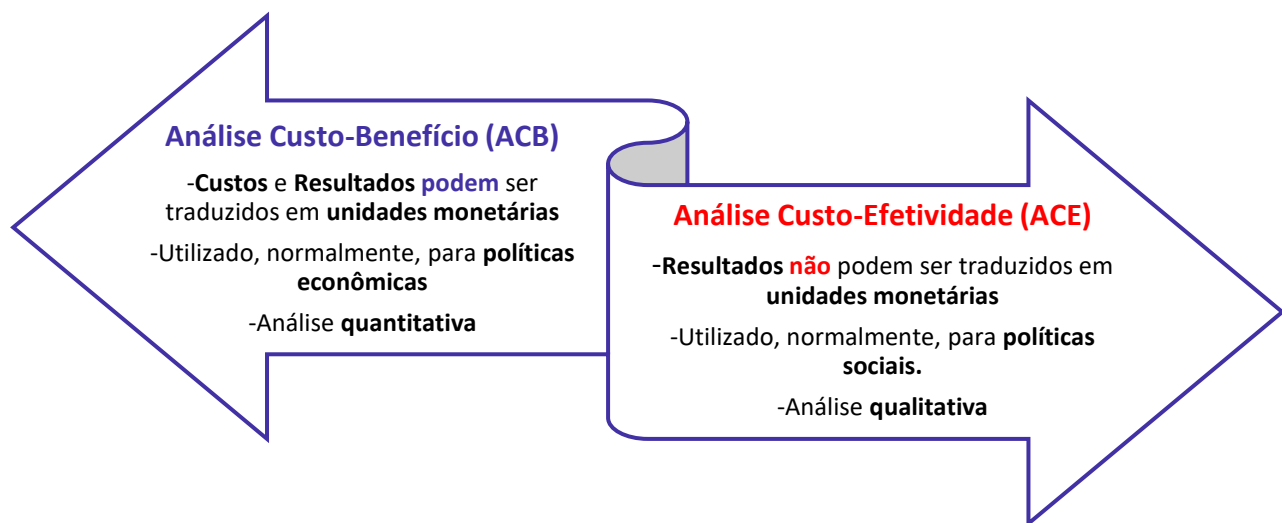 Análise Custo-Benefício (ACB)
-Custos e Resultados podem ser
traduzidos em unidades monetárias
-Utilizado, normalmente, para políticas
econômicas
-Análise quantitativa
Análise Custo-Efetividade (ACE)
-Resultados não podem ser traduzidos em
unidades monetárias
-Utilizado, normalmente, para políticas
sociais.
-Análise qualitativa